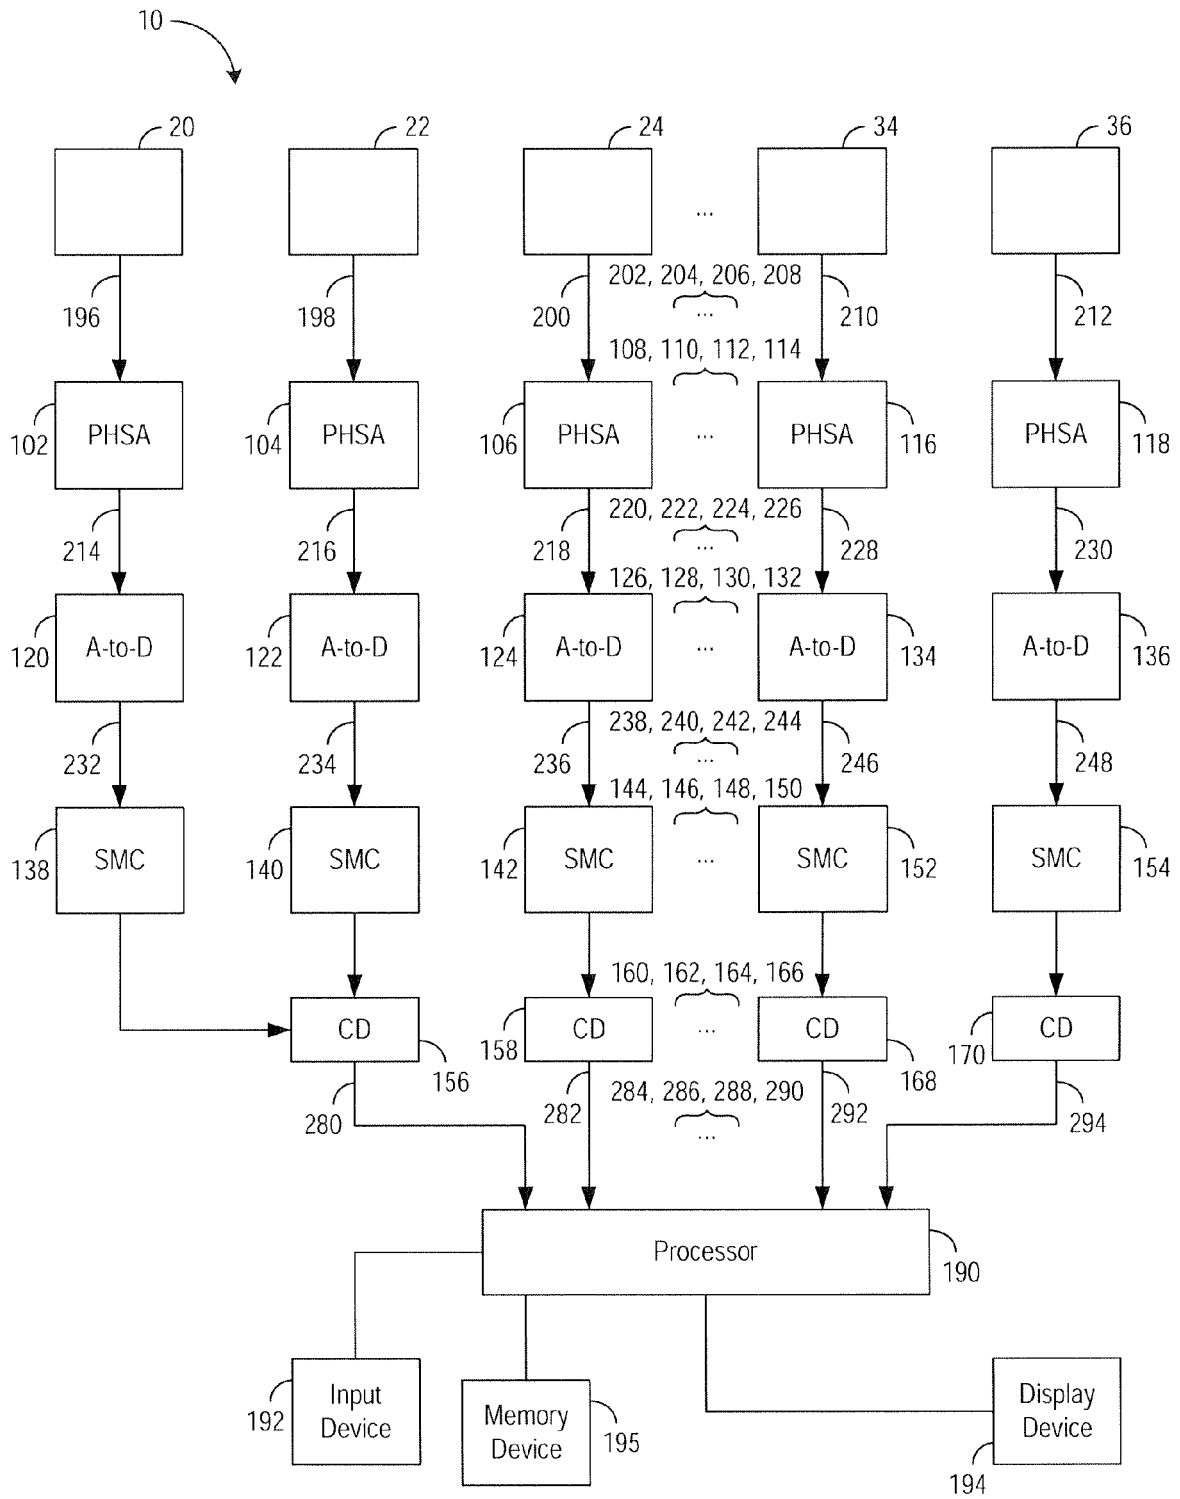 10
20 22 24 34 36
...
202, 204, 206, 208
196 198 200 ... 210 212
108, 110, 112, 114
102 PHSA 104 PHSA 106 PHSA ... PHSA 116 PHSA 118
220, 222, 224, 226
214 216 218 ... 228 230
126, 128, 130, 132
120 A-to-D 122 A-to-D 124 A-to-D ... A-to-D 134 A-to-D 136
238, 240, 242, 244
232 234 236 ... 246 248
144, 146, 148, 150
138 SMC 140 SMC 142 SMC ... SMC 152 SMC 154
160, 162, 164, 166
CD 156 158 CD ... CD 168 170 CD
284, 286, 288, 290
280 282 ... 292 294
Processor 190
192 Input
Device
Memory
Device 195
Display
Device
194